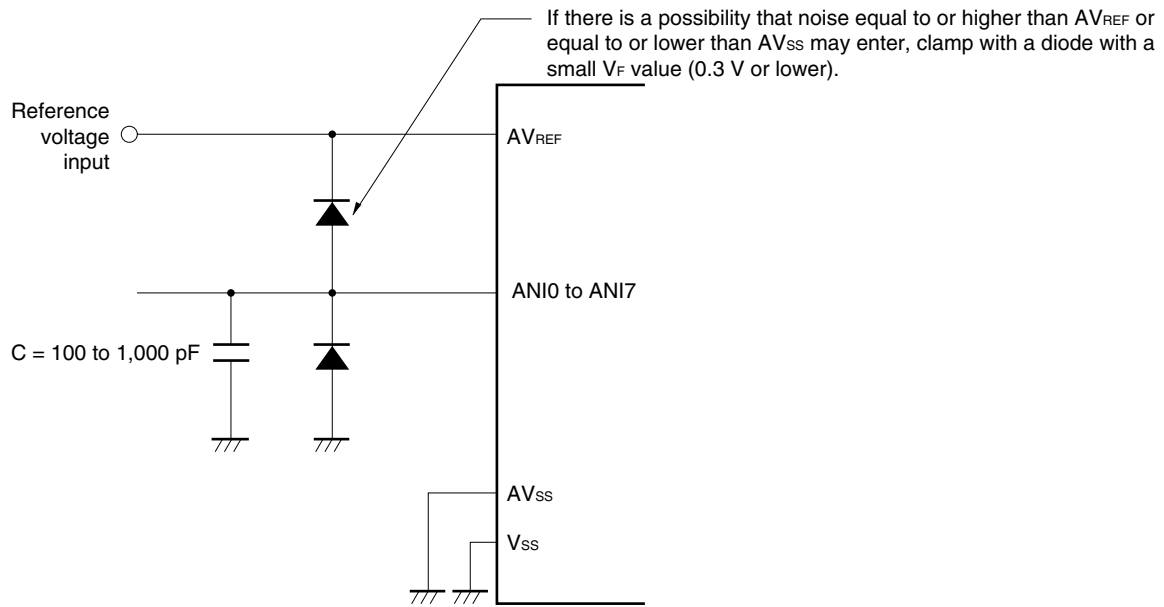 If there is a possibility that noise equal to or higher than AVREF or
equal to or lower than AVSS may enter, clamp with a diode with a
small VF value (0.3 V or lower).
Reference
voltage
input
AVREF
ANI0 to ANI7
C = 100 to 1,000 pF
AVSS
VSS